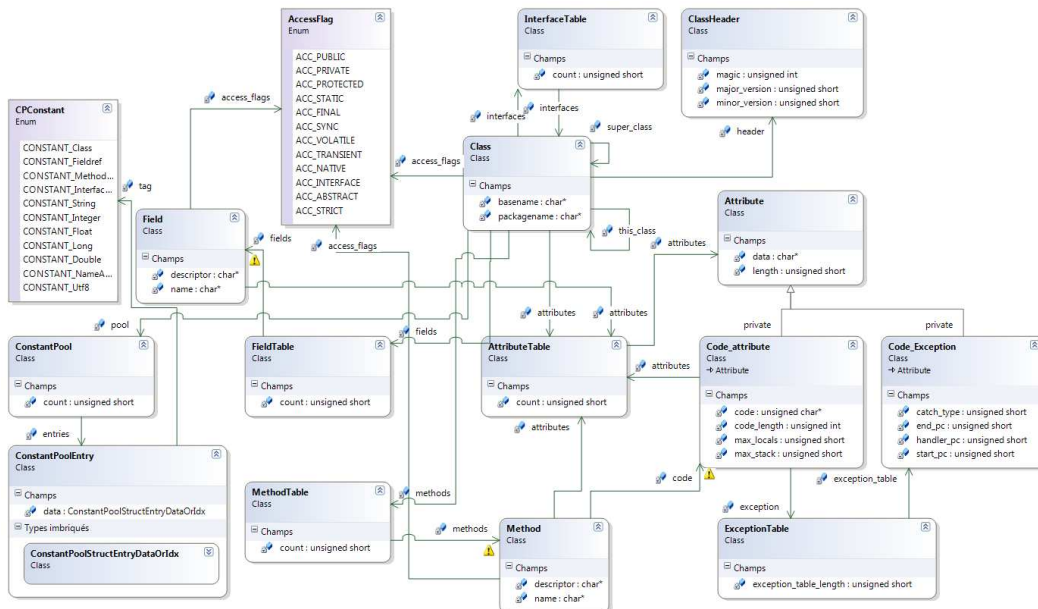 AccessFlag
Enum
ACC_PUBLIC
ACC_PRIVATE
ACC_PROTECTED
ACC_STATIC
ACC_FINAL
ACC_SYNC
ACC_VOLATILE
ACC_TRANSIENT
ACC_NATIVE
ACC_INTERFACE
ACC_ABSTRACT
ACC_STRICT
InterfaceTable
Class
Champs
count : unsigned short
ClassHeader
Class
Champs
magic : unsigned int
major_version : unsigned short
minor_version : unsigned short
access_flags
interfaces
interfaces
super_class
header
CPConstant
Enum
CONSTANT_Class
CONSTANT_Fieldref
CONSTANT_Method...
CONSTANT_Interfac...
CONSTANT_String
CONSTANT_Integer
CONSTANT_Float
CONSTANT_Long
CONSTANT_Double
CONSTANT_NameA...
CONSTANT_Utf8
tag
access_flags
Class
Class
Champs
basename : char*
packagename : char*
this_class
Field
Class
Champs
descriptor : char*
name : char*
fields
access_flags
attributes
Attribute
Class
Champs
data : char*
length : unsigned short
pool
fields
attributes
attributes
private
private
ConstantPool
Class
Champs
count : unsigned short
FieldTable
Class
Champs
count : unsigned short
AttributeTable
Class
Champs
count : unsigned short
attributes
Code_attribute
Class
Attribute
Champs
code : unsigned char*
code_length : unsigned int
max_locals : unsigned short
max_stack : unsigned short
Code_Exception
Class
Attribute
Champs
catch_type : unsigned short
end_pc : unsigned short
handler_pc : unsigned short
start_pc : unsigned short
entries
attributes
ConstantPoolEntry
Class
Champs
data : ConstantPoolStructEntryDataOrIdx
Types imbriqués
ConstantPoolStructEntryDataOrIdx
Class
MethodTable
Class
Champs
count : unsigned short
methods
methods
code
exception_table
exception
Method
Class
Champs
descriptor : char*
name : char*
ExceptionTable
Class
Champs
exception_table_length : unsigned short